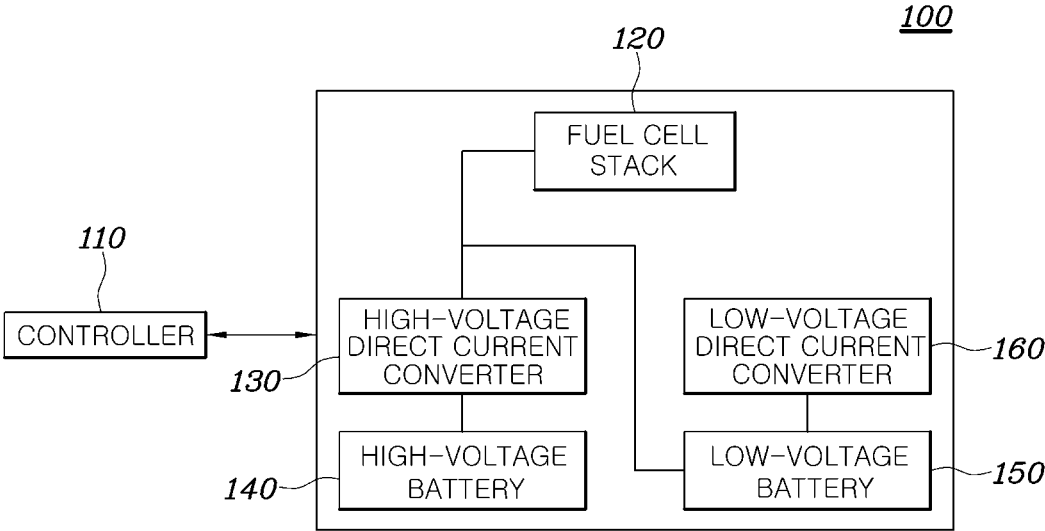 100
120
FUEL CELL
STACK
110
CONTROLLER
HIGH-VOLTAGE
DIRECT CURRENT
CONVERTER
130
LOW-VOLTAGE
DIRECT CURRENT
CONVERTER
160
HIGH-VOLTAGE
BATTERY
140
LOW-VOLTAGE
BATTERY
150